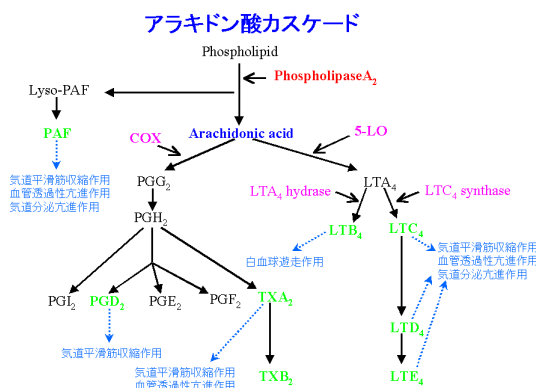 アラキドン酸カスケード
Phospholipid
PhospholipaseA2
Lyso-PAF
PAF
COX
Arachidonic acid
5-LO
気道平滑筋収縮作用
血管透過性亢進作用
気道分泌亢進作用
PGG2
LTA4 hydrase
LTA4
LTC4 synthase
PGH2
LTB4
LTC4
白血球遊走作用
気道平滑筋収縮作用
血管透過性亢進作用
気道分泌亢進作用
PGI2
PGD2
PGE2
PGF2
TXA2
LTD4
気道平滑筋収縮作用
気道平滑筋収縮作用
血管透過性亢進作用
TXB2
LTE4